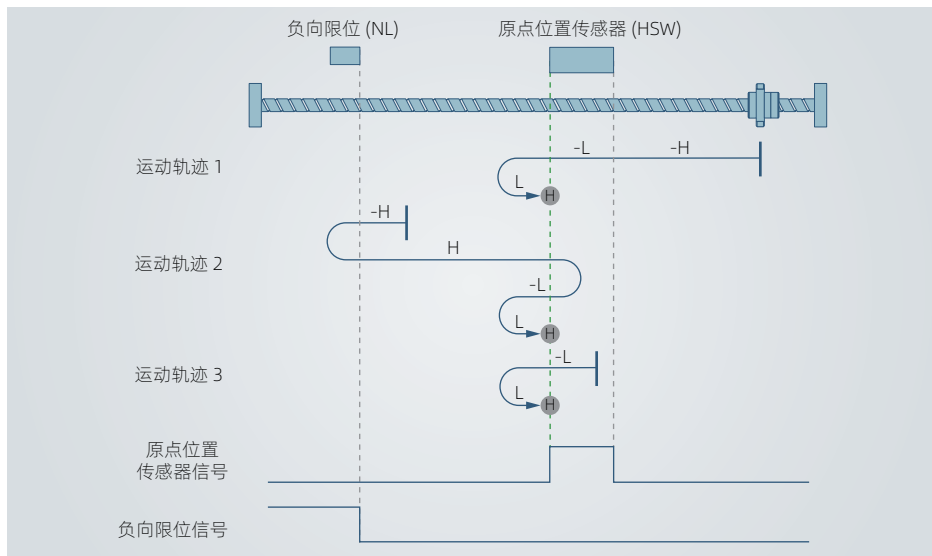 负向限位 (NL)
原点位置传感器 (HSW)
运动轨迹 1
-L
-H
L
H
-H
运动轨迹 2
H
-L
L
H
运动轨迹 3
-L
L
H
原点位置
传感器信号
负向限位信号